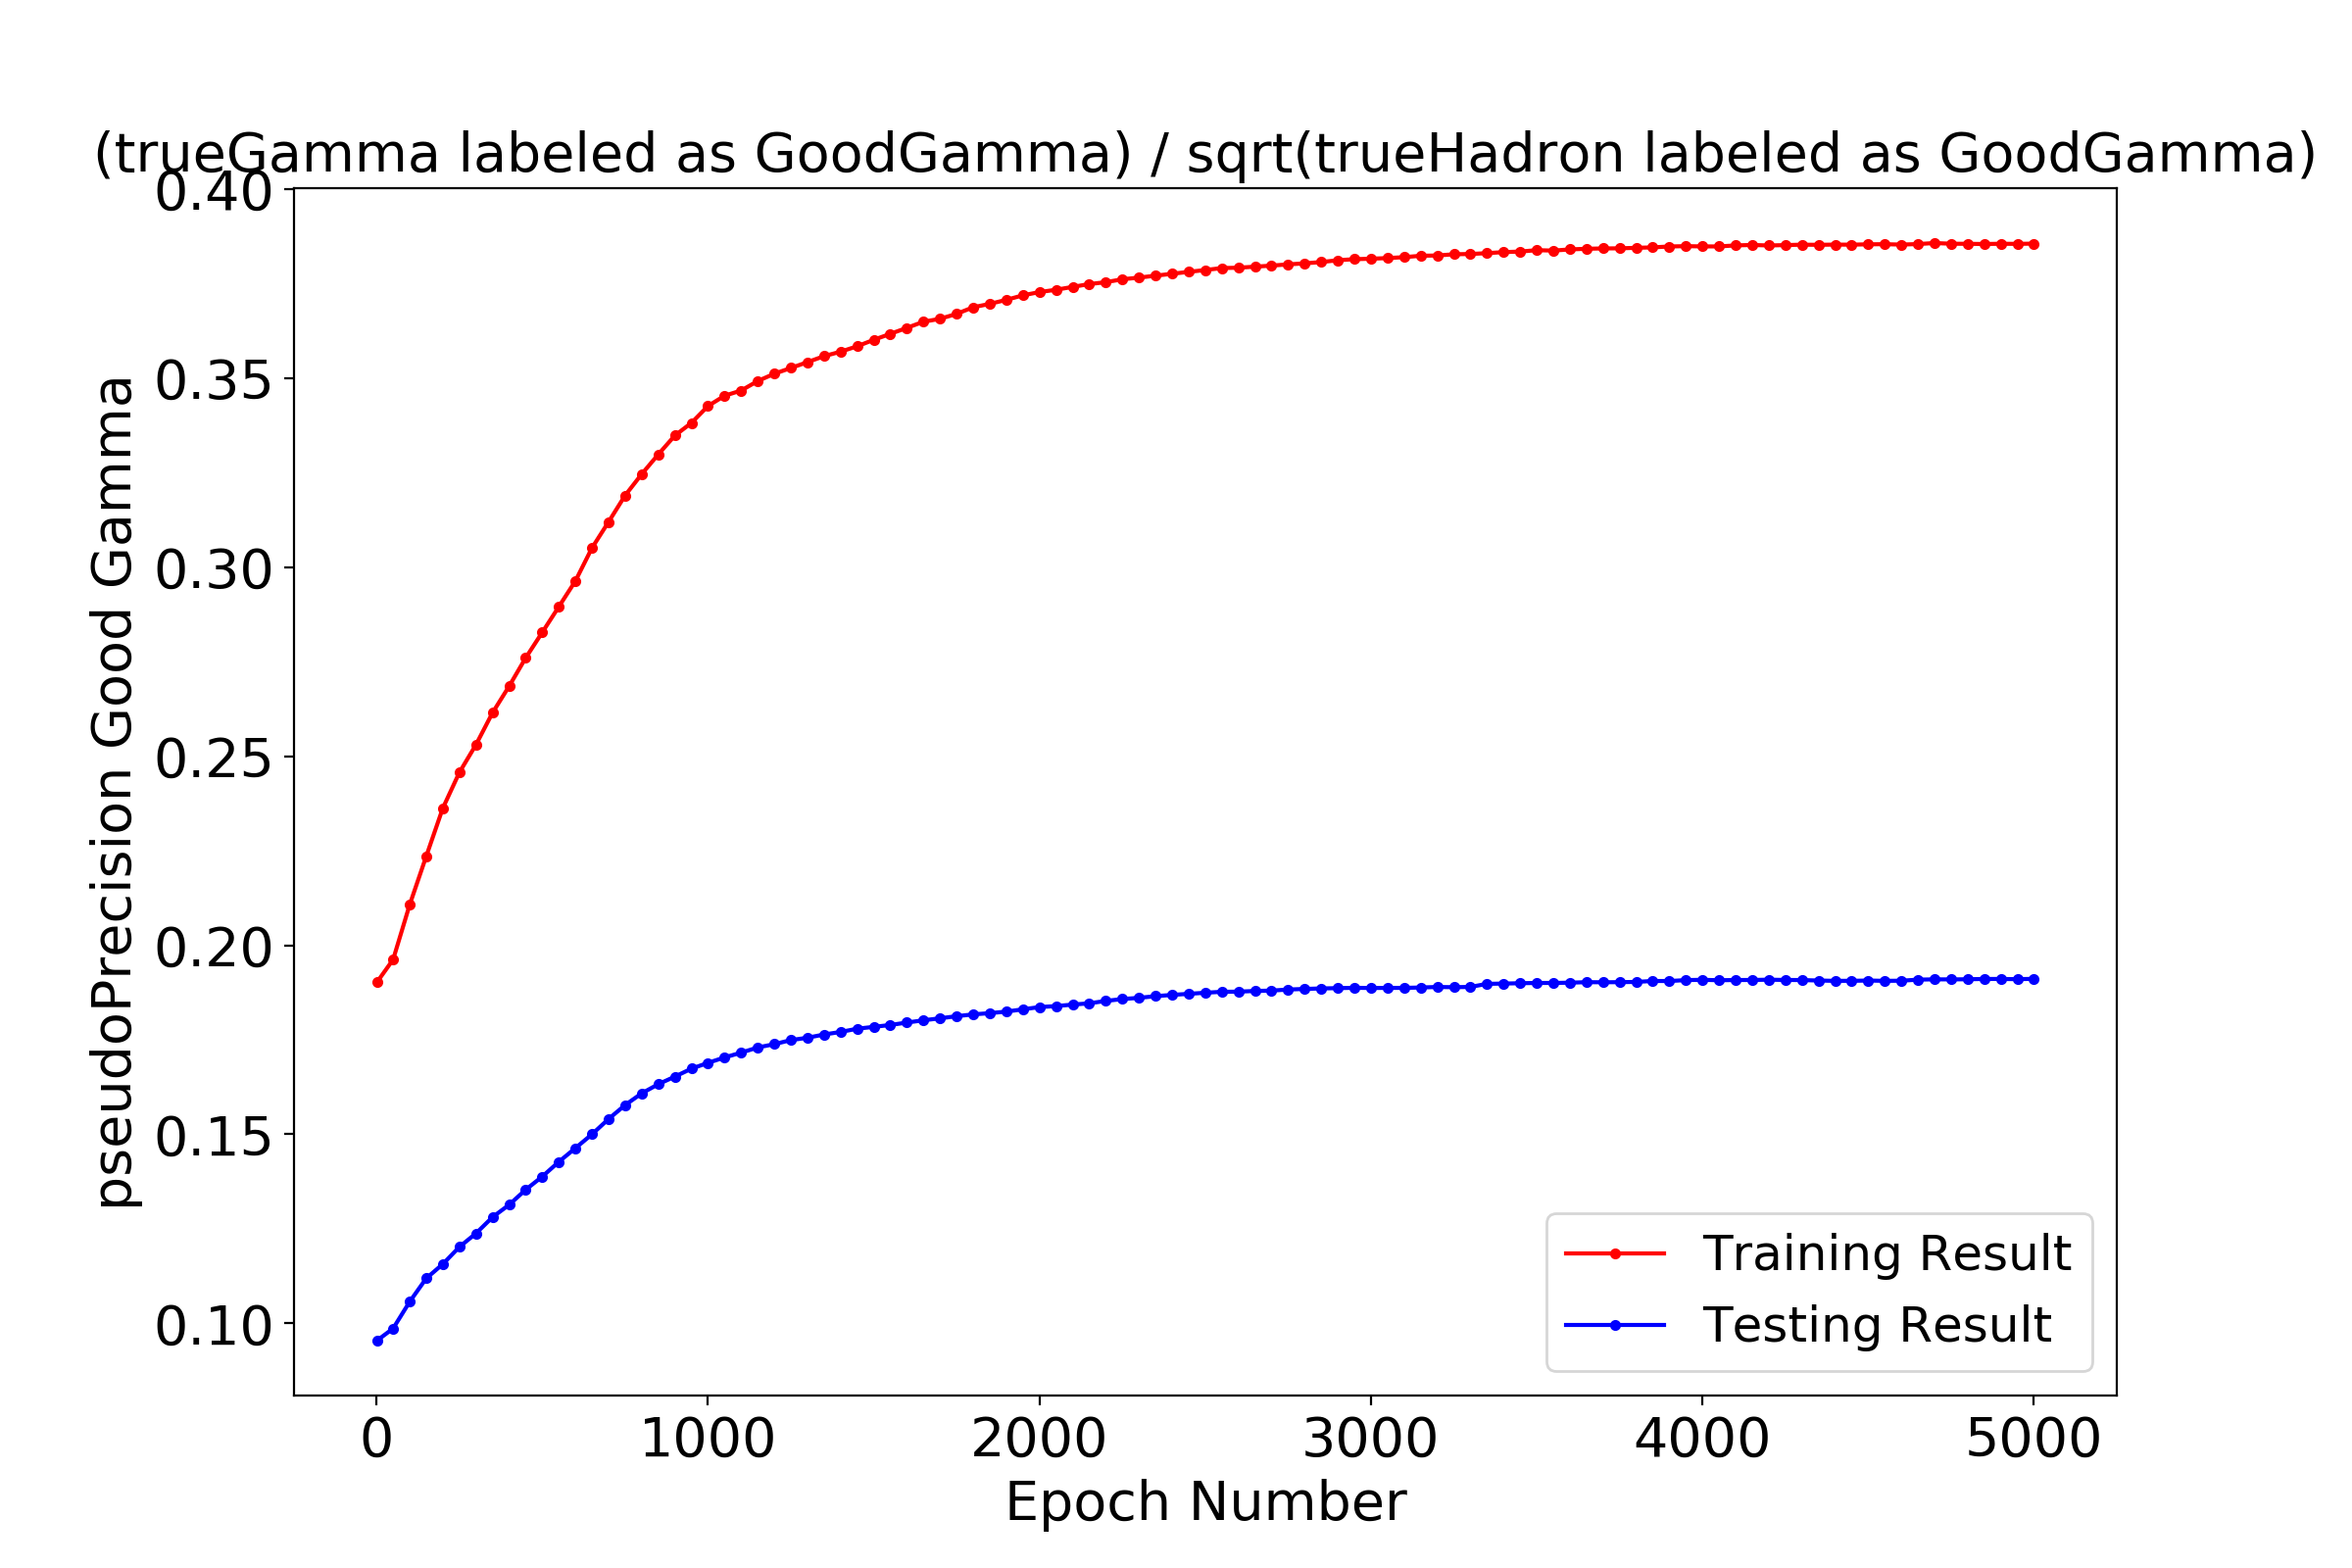 (trueGamma labeled as GoodGamma) / sqrt(trueHadron labeled as GoodGamma)
pseudoPrecision Good Gamma
0.40
0.35
0.30
0.25
0.20
0.15
0.10
Training Result
Testing Result
0 1000 2000 3000 4000 5000
Epoch Number